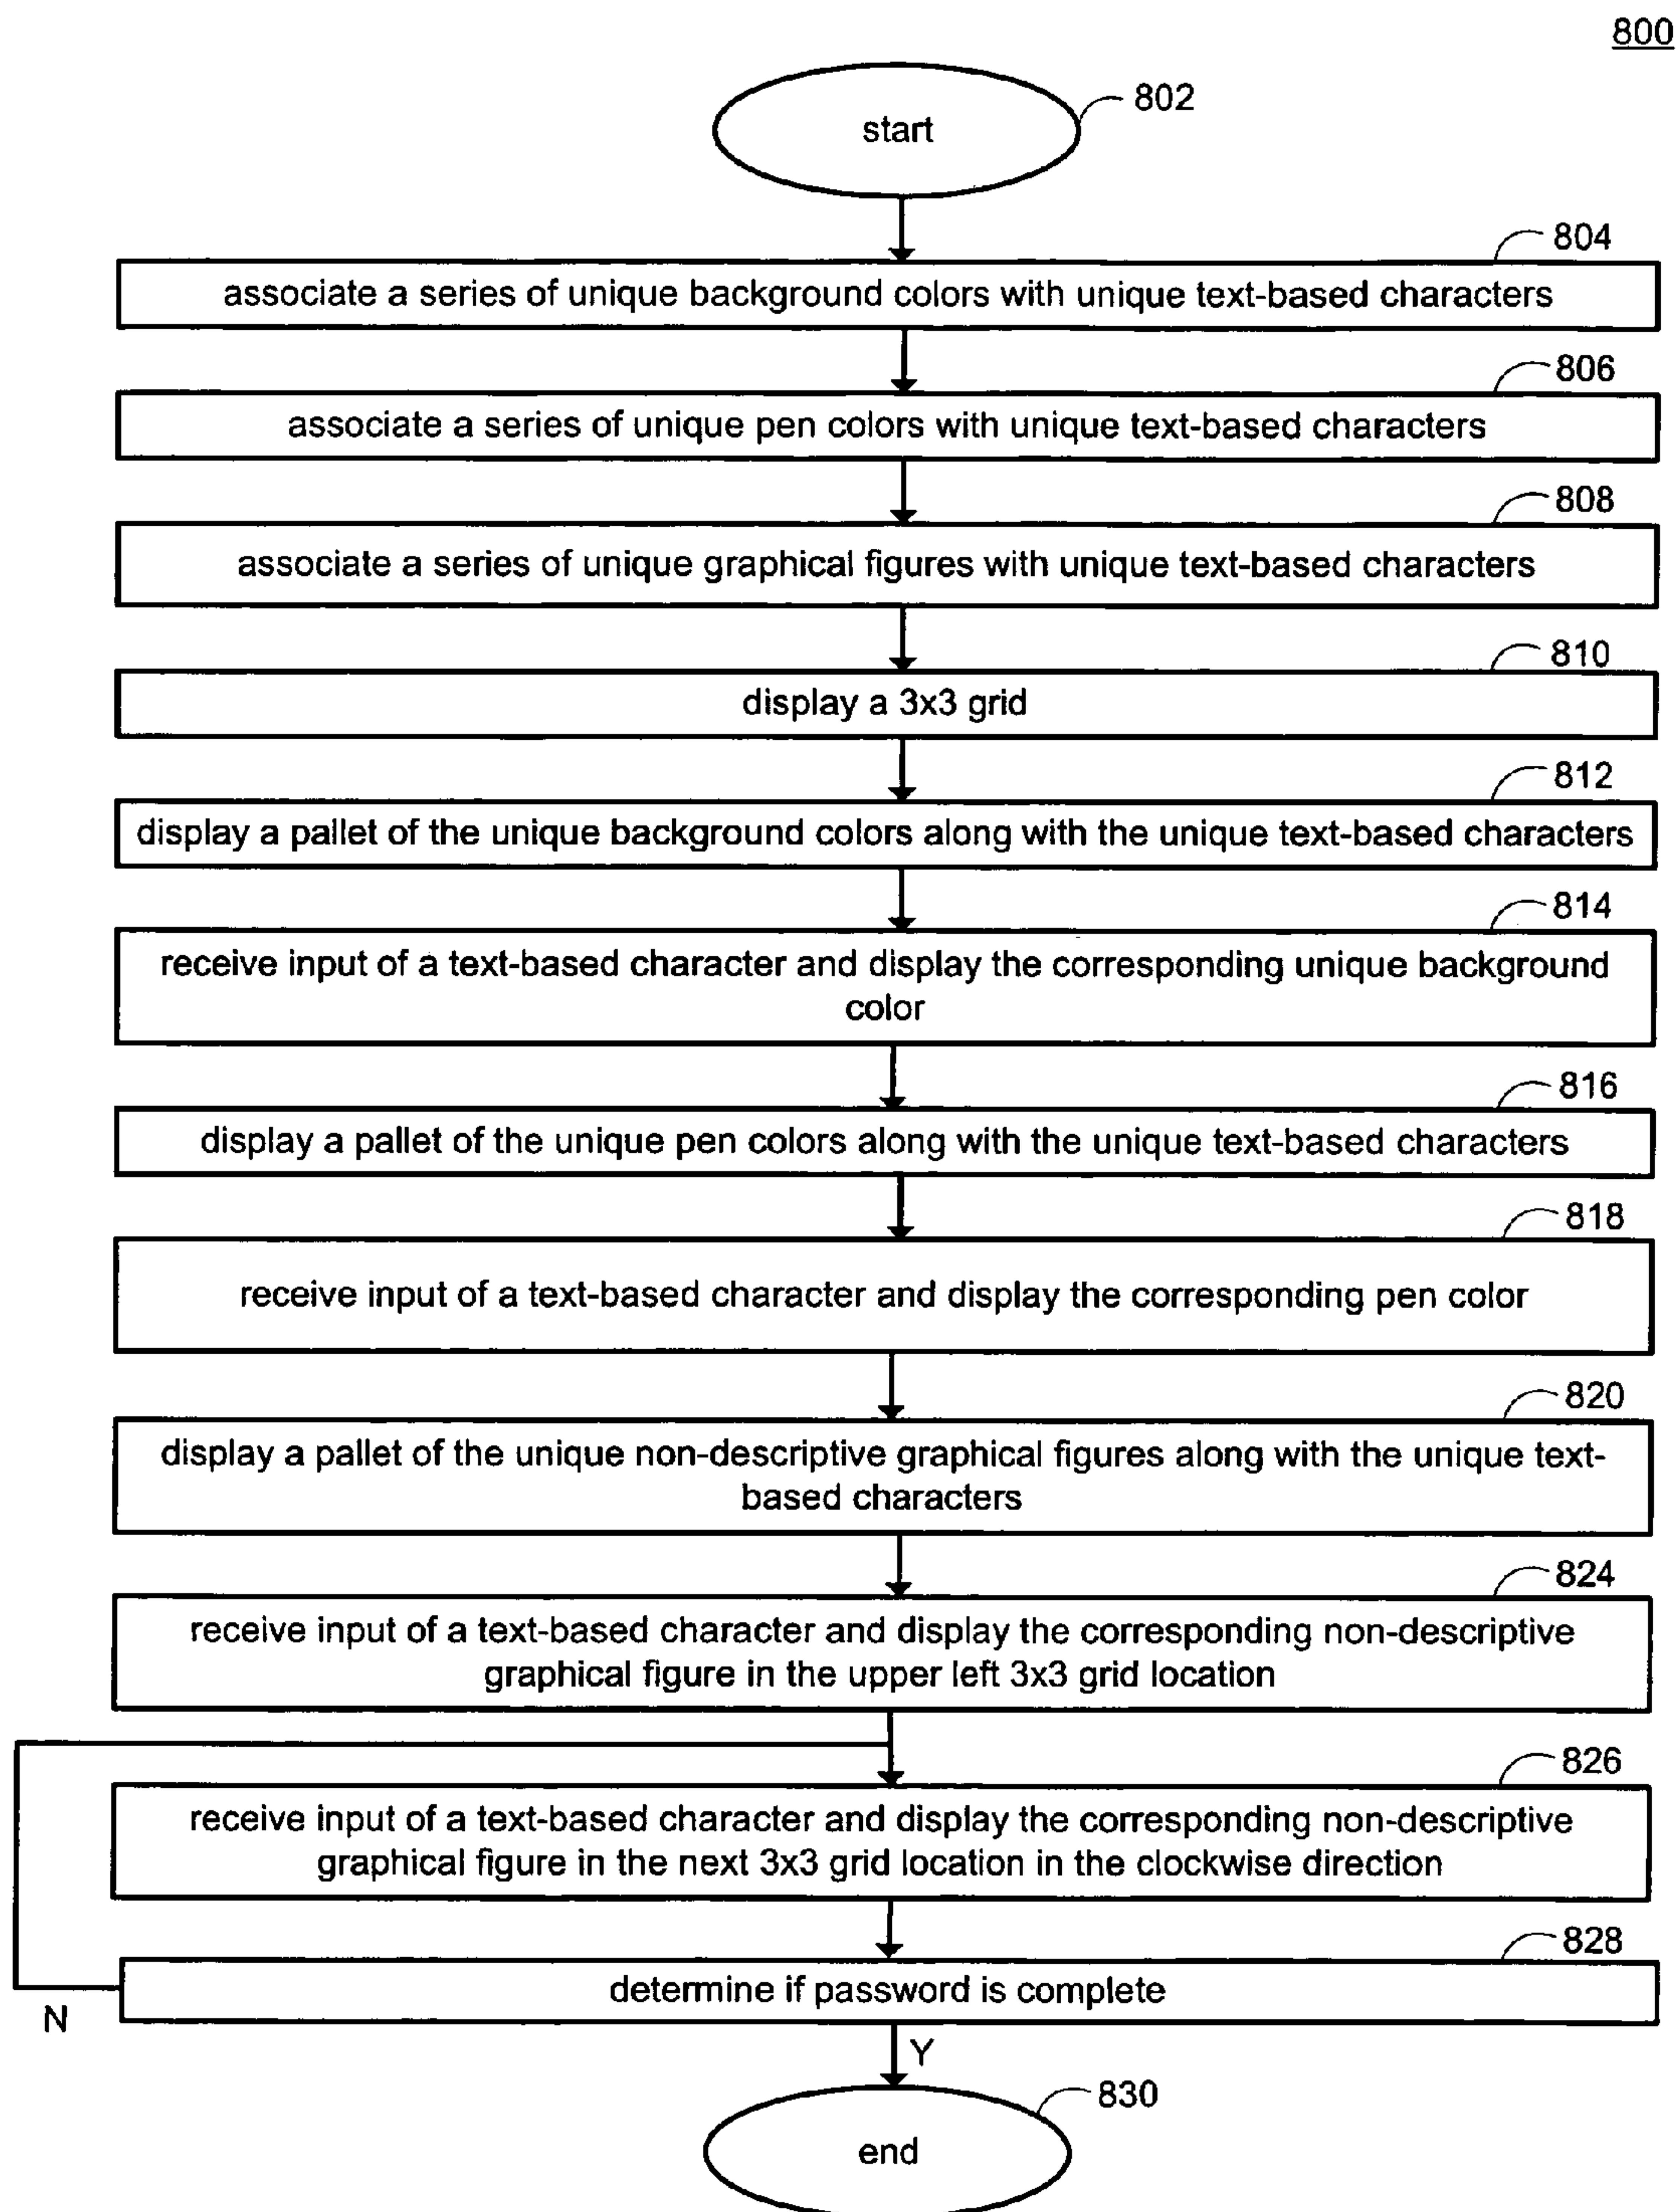 800
802
start
804
associate a series of unique background colors with unique text-based characters
806
associate a series of unique pen colors with unique text-based characters
808
associate a series of unique graphical figures with unique text-based characters
810
display a 3x3 grid
812
display a pallet of the unique background colors along with the unique text-based characters
814
receive input of a text-based character and display the corresponding unique background
color
816
display a pallet of the unique pen colors along with the unique text-based characters
818
receive input of a text-based character and display the corresponding pen color
820
display a pallet of the unique non-descriptive graphical figures along with the unique text-
based characters
824
receive input of a text-based character and display the corresponding non-descriptive
graphical figure in the upper left 3x3 grid location
826
receive input of a text-based character and display the corresponding non-descriptive
graphical figure in the next 3x3 grid location in the clockwise direction
828
determine if password is complete
N
Y
830
end